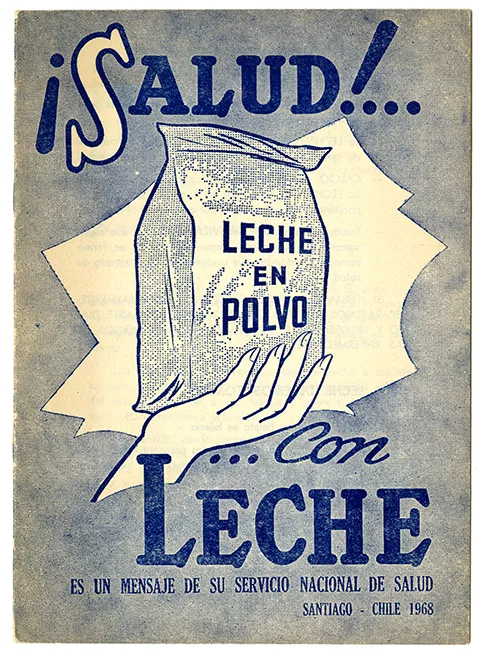 ¡SALUD!...
LECHE
EN
POLVO
... con
LECHE
ES UN MENSAJE DE SU SERVICIO NACIONAL DE SALUD
SANTIAGO - CHILE 1968